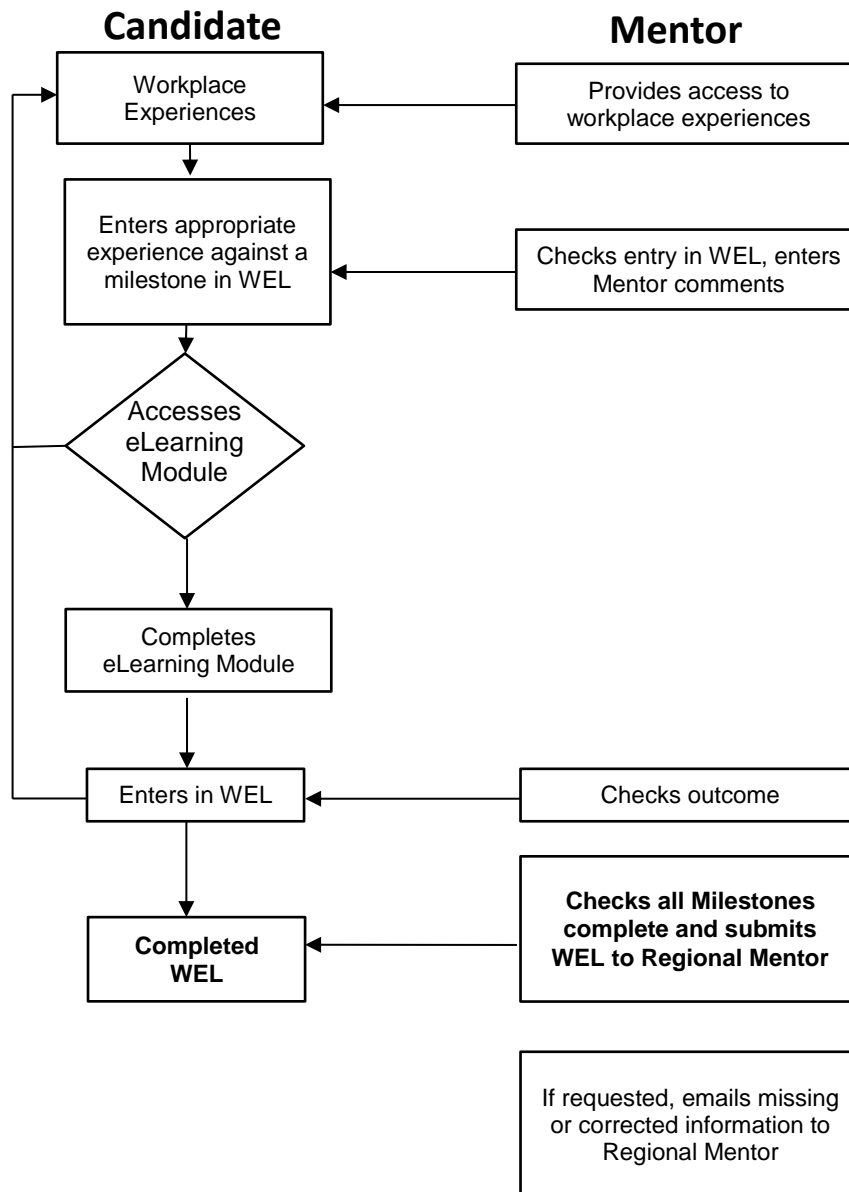 Candidate
Mentor
Workplace
Experiences
Provides access to
workplace experiences
Enters appropriate
experience against a
milestone in WEL
Checks entry in WEL, enters
Mentor comments
Accesses
eLearning
Module
Completes
eLearning Module
Enters in WEL
Checks outcome
Completed
WEL
Checks all Milestones
complete and submits
WEL to Regional Mentor
If requested, emails missing
or corrected information to
Regional Mentor